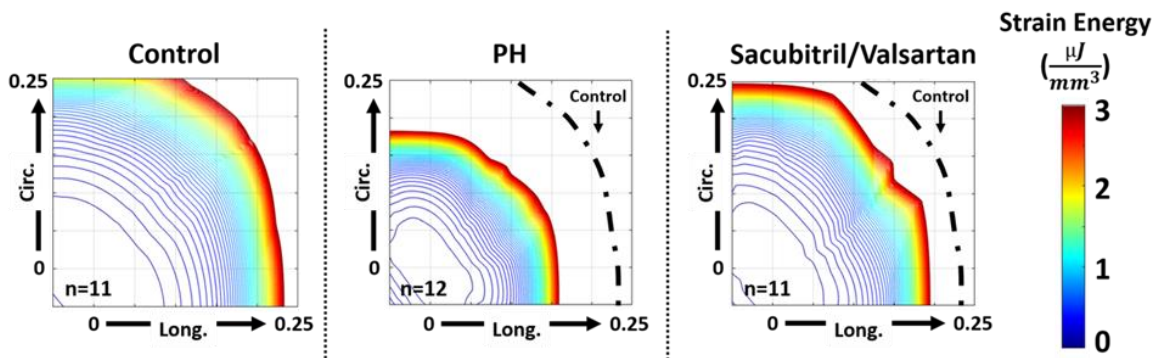 Control
0.25
Circ.
0
n=11
0
Long.
0.25
PH
0.25
Control
Circ.
0
n=12
0
Long.
0.25
Sacubitril/Valsartan
0.25
Control
Circ.
0
n=11
0
Long.
0.25
Strain Energy
(μJ/mm³)
3
2
1
0